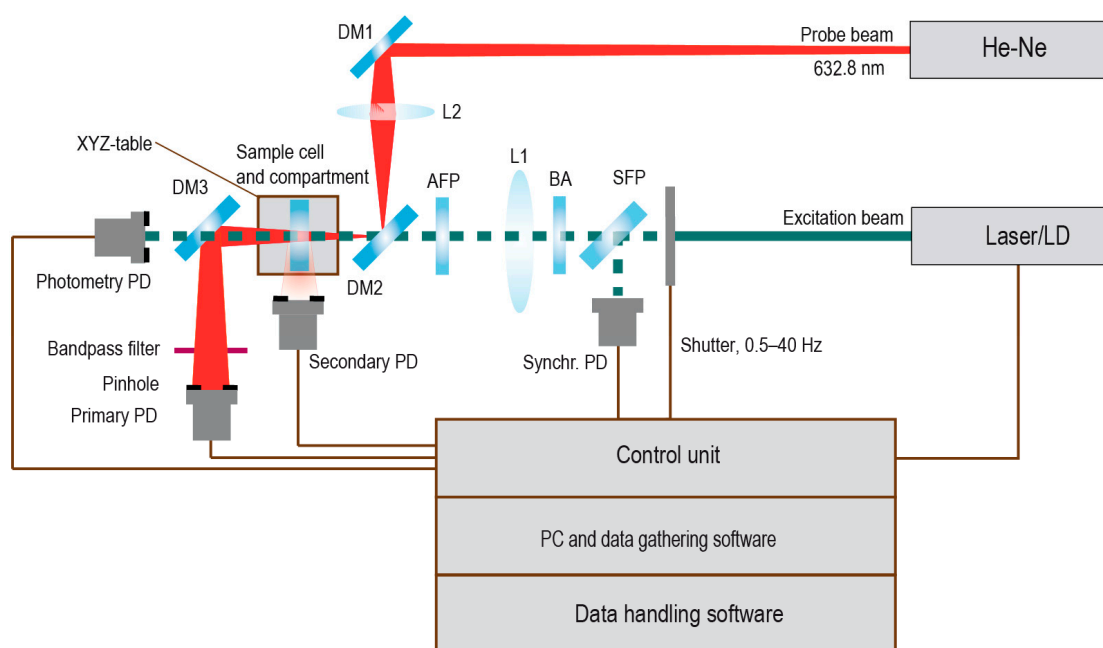 DM1
Probe beam
632.8 nm
He-Ne
L2
XYZ-table
Sample cell
and compartment
L1
DM3
AFP
BA
SFP
Excitation beam
Laser/LD
Photometry PD
DM2
Bandpass filter
Secondary PD
Synchr. PD
Shutter, 0.5–40 Hz
Pinhole
Primary PD
Control unit
PC and data gathering software
Data handling software